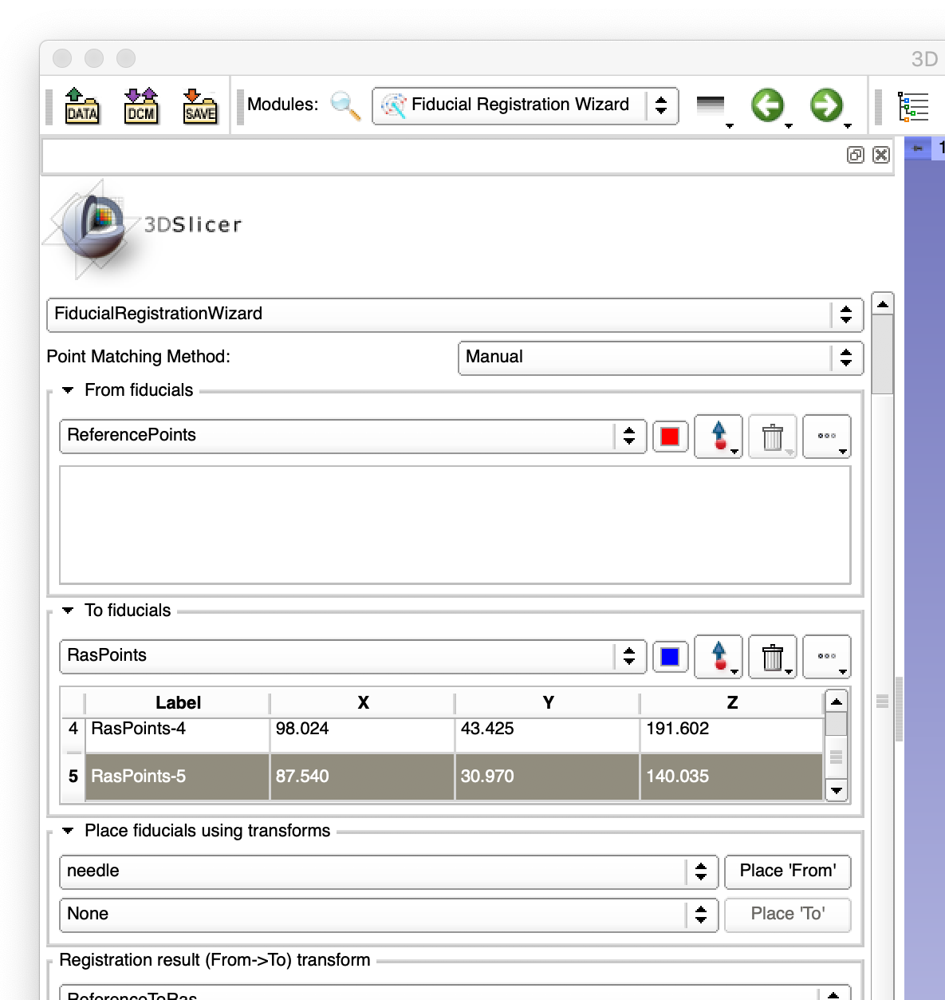 3D
DATA DCM SAVE Modules: Fiducial Registration Wizard
1
3DSlicer
FiducialRegistrationWizard
Point Matching Method: Manual
From fiducials
ReferencePoints
To fiducials
RasPoints
Label X Y Z
4 RasPoints-4 98.024 43.425 191.602
5 RasPoints-5 87.540 30.970 140.035
Place fiducials using transforms
needle Place 'From'
None Place 'To'
Registration result (From->To) transform
ReferenceToRas